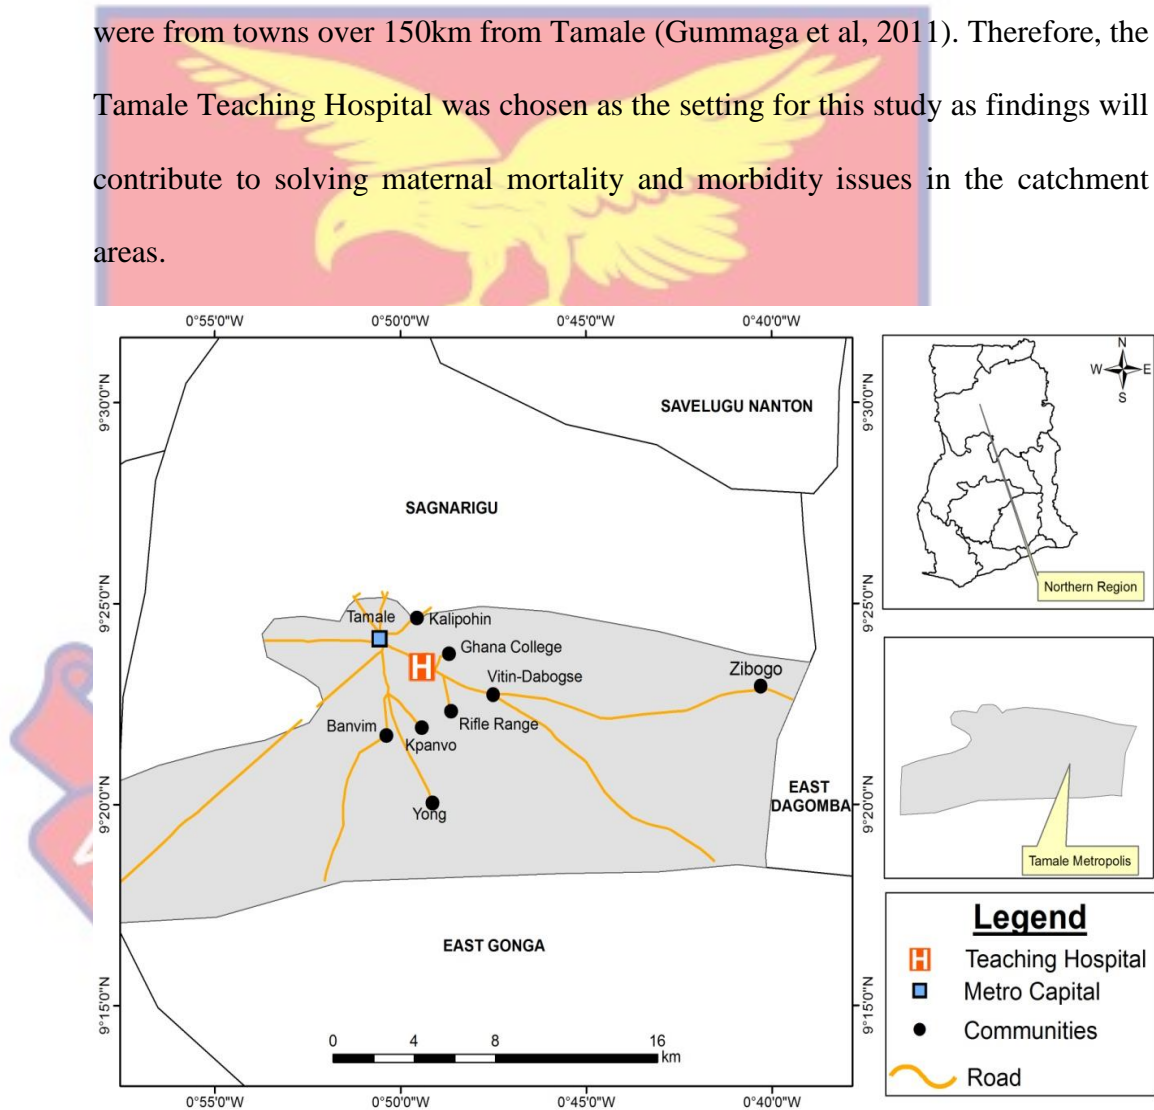 were from towns over 150km from Tamale (Gummaga et al, 2011). Therefore, the
Tamale Teaching Hospital was chosen as the setting for this study as findings will
contribute to solving maternal mortality and morbidity issues in the catchment
areas.
0°55'0"W 0°50'0"W 0°45'0"W 0°40'0"W
9°30'0"N
9°30'0"N
SAVELUGU NANTON
SAGNARIGU
9°25'0"N
9°25'0"N
Tamale
Kalipohin
Ghana College
H
Vitin-Dabogse
Zibogo
Banvim
Rifle Range
Kpanvo
Yong
EAST
DAGOMBA
9°20'0"N
9°20'0"N
EAST GONGA
9°15'0"N
9°15'0"N
0 4 8 16
km
0°55'0"W 0°50'0"W 0°45'0"W 0°40'0"W
N
W E
S
Northern Region
Tamale Metropolis
Legend
H Teaching Hospital
Metro Capital
Communities
Road